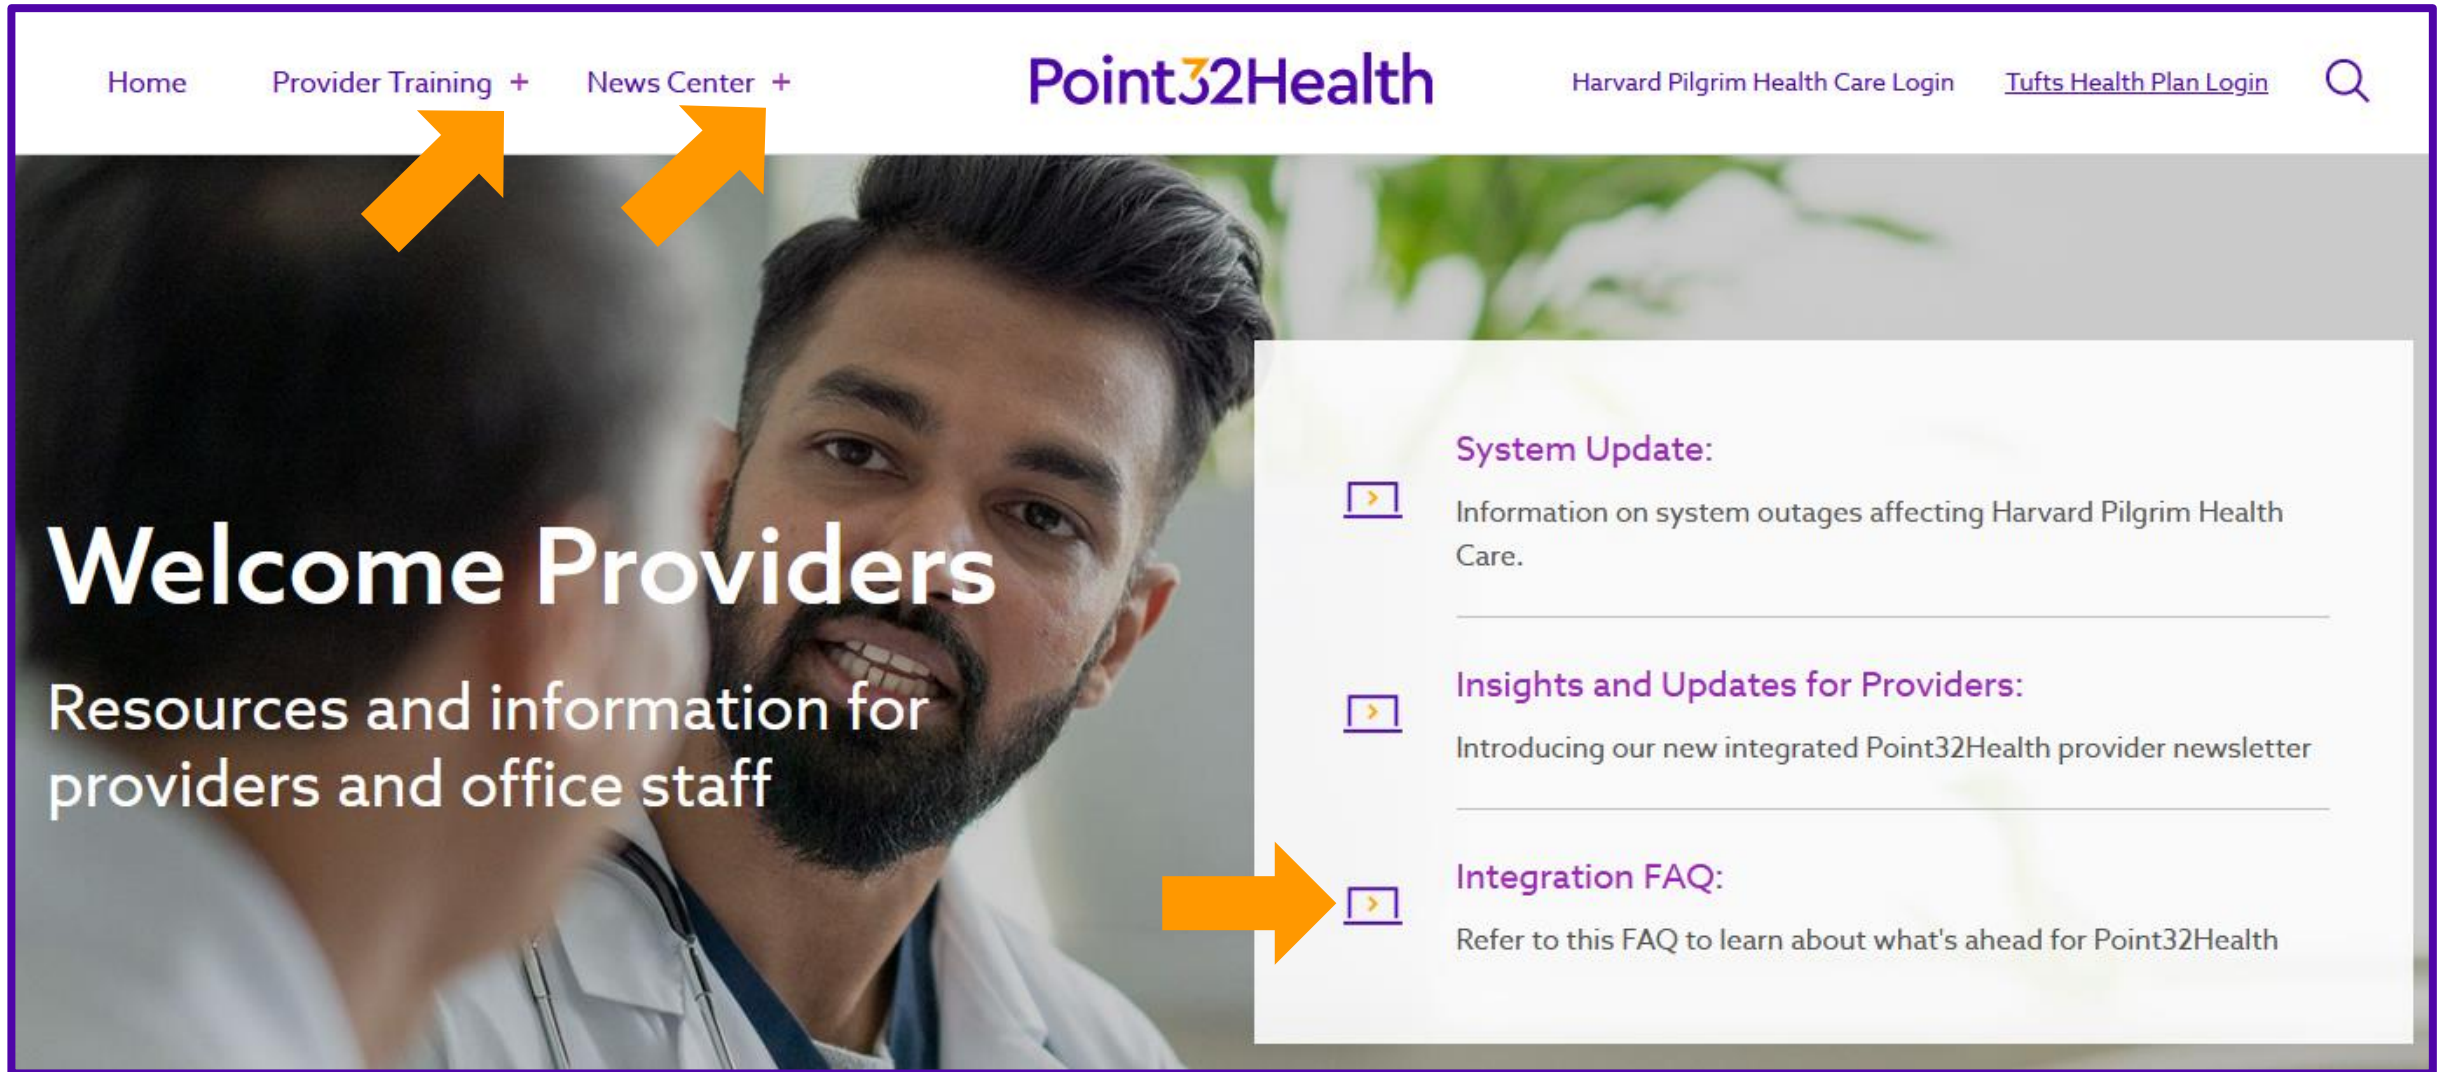 Home
Provider Training +
News Center +
Point32Health
Harvard Pilgrim Health Care Login
Tufts Health Plan Login
Welcome Providers
Resources and information for
providers and office staff
System Update:
Information on system outages affecting Harvard Pilgrim Health
Care.
Insights and Updates for Providers:
Introducing our new integrated Point32Health provider newsletter
Integration FAQ:
Refer to this FAQ to learn about what's ahead for Point32Health